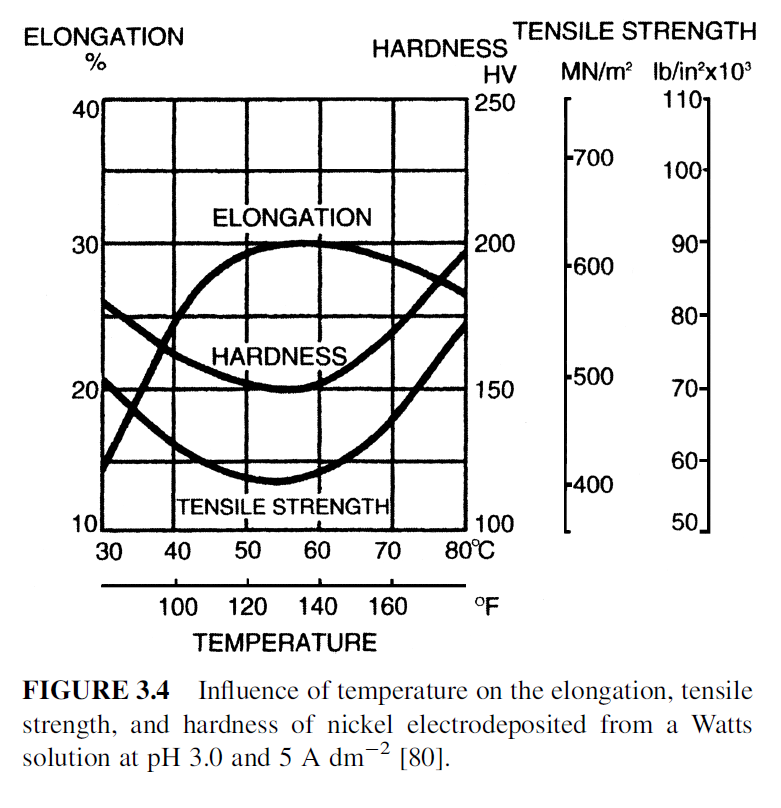 ELONGATION
%
HARDNESS
HV
TENSILE STRENGTH
MN/m² lb/in²x10³
40
30
20
10
250
200
150
100
700
600
500
400
110
100
90
80
70
60
50
ELONGATION
HARDNESS
TENSILE STRENGTH
30 40 50 60 70 80°C
100 120 140 160 °F
TEMPERATURE
FIGURE 3.4 Influence of temperature on the elongation, tensile
strength, and hardness of nickel electrodeposited from a Watts
solution at pH 3.0 and 5 A dm⁻² [80].